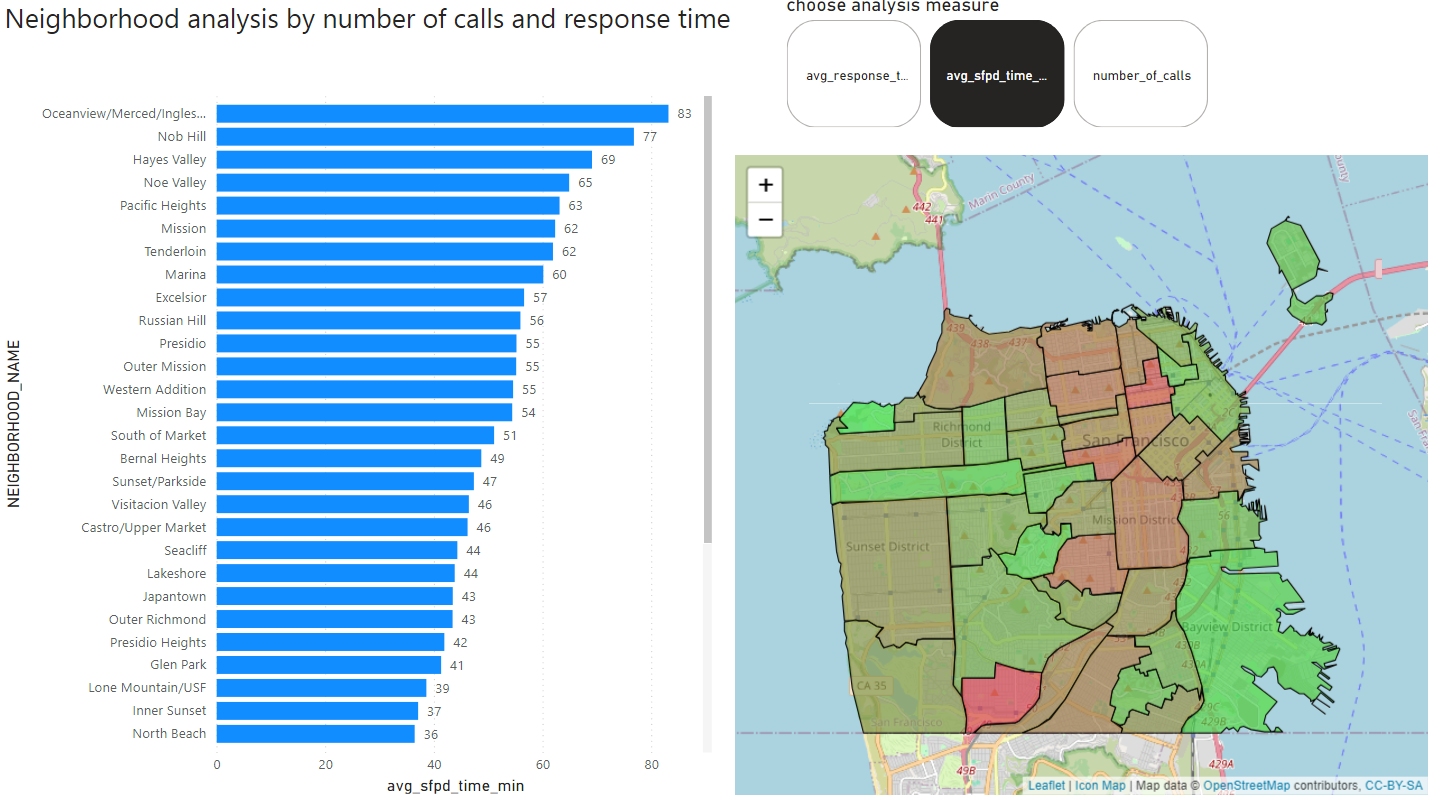 Neighborhood analysis by number of calls and response time
choose analysis measure
avg_response_t...
avg_sfpd_time_...
number_of_calls
NEIGHBORHOOD_NAME
Oceanview/Merced/Ingles... 83
Nob Hill 77
Hayes Valley 69
Noe Valley 65
Pacific Heights 63
Mission 62
Tenderloin 62
Marina 60
Excelsior 57
Russian Hill 56
Presidio 55
Outer Mission 55
Western Addition 55
Mission Bay 54
South of Market 51
Bernal Heights 49
Sunset/Parkside 47
Visitacion Valley 46
Castro/Upper Market 46
Seacliff 44
Lakeshore 44
Japantown 43
Outer Richmond 43
Presidio Heights 42
Glen Park 41
Lone Mountain/USF 39
Inner Sunset 37
North Beach 36
0 20 40 60 80
avg_sfpd_time_min
+
−
Marin County
442
441
439
438
437
Richmond
District
San Francisco
Mission District
Sunset District
56
Bayview District
430B
CA 35
San Francisco
429C
429B
49B
429A
Leaflet | Icon Map | Map data © OpenStreetMap contributors, CC-BY-SA